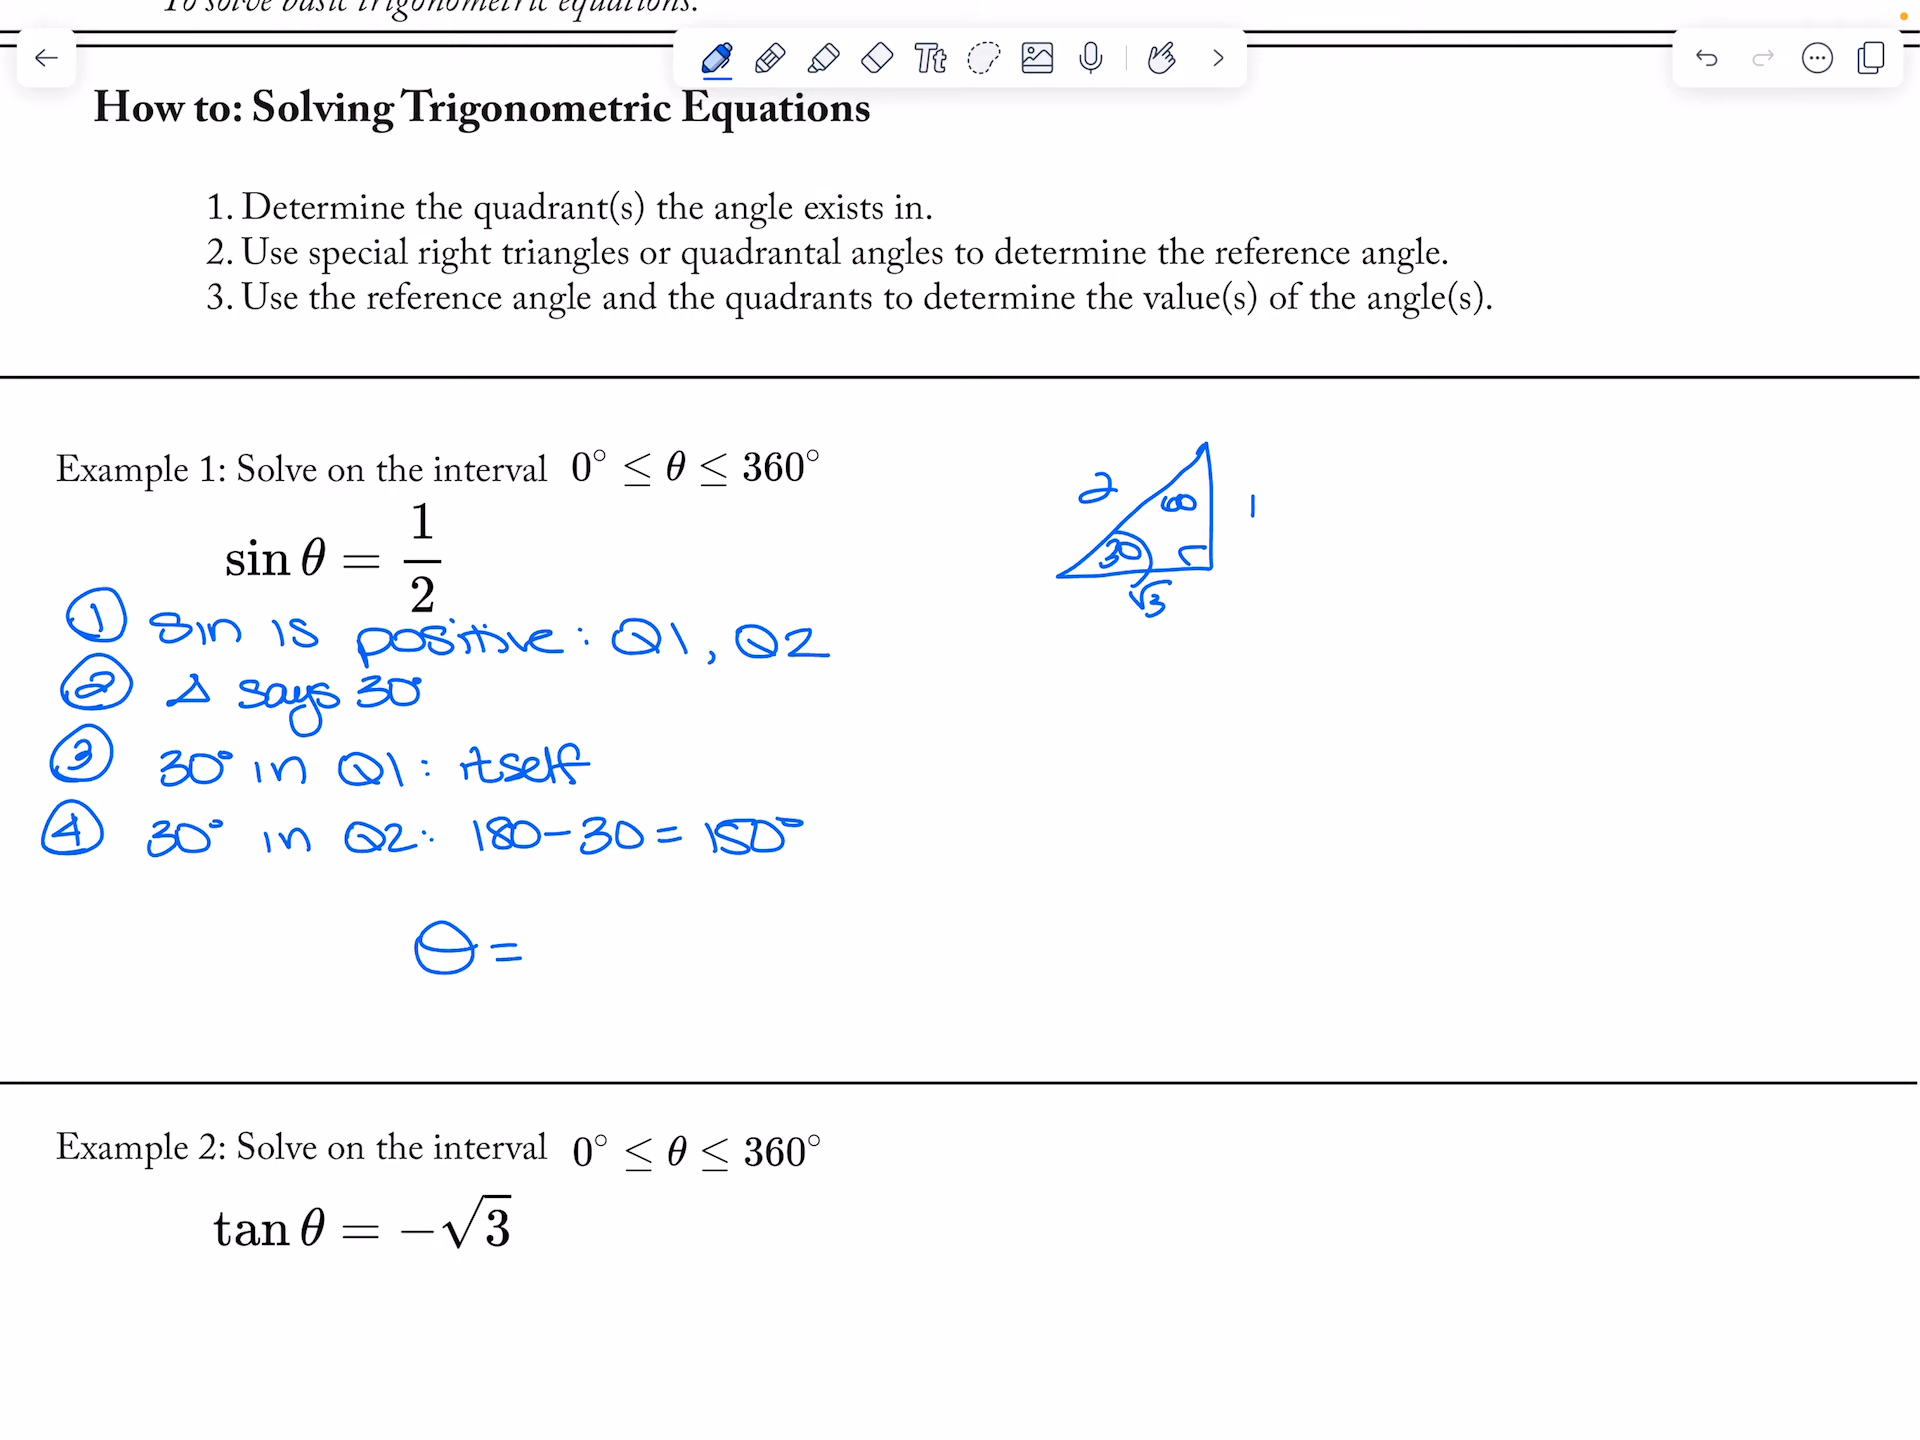 To solve basic trigonometric equations.
Tt
How to: Solving Trigonometric Equations
1. Determine the quadrant(s) the angle exists in.
2. Use special right triangles or quadrantal angles to determine the reference angle.
3. Use the reference angle and the quadrants to determine the value(s) of the angle(s).
Example 1: Solve on the interval 0° ≤ θ ≤ 360°
sin θ = 1/2
2
60
1
30
√3
① Sin is positive: Q1, Q2
② Δ says 30°
③ 30° in Q1: itself
④ 30° in Q2: 180-30 = 150°
θ =
Example 2: Solve on the interval 0° ≤ θ ≤ 360°
tan θ = −√3